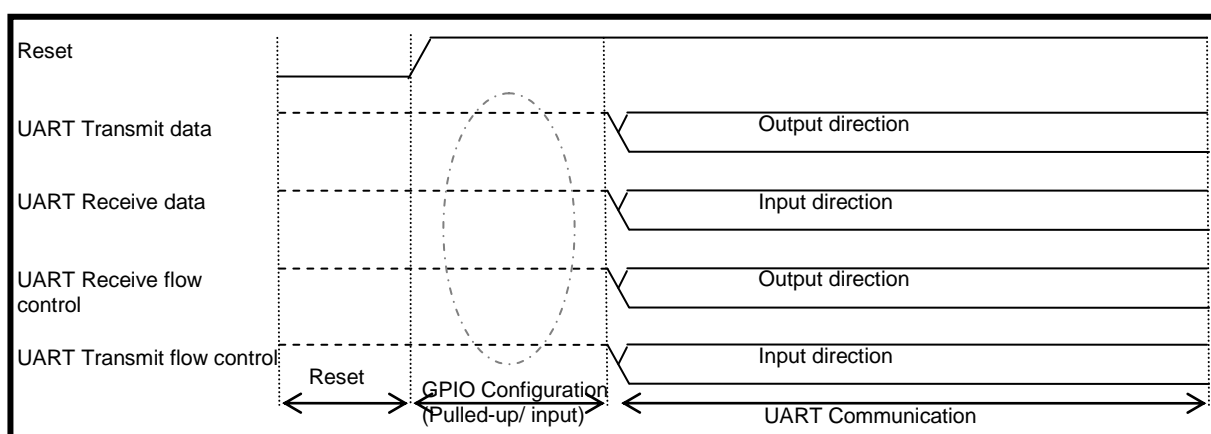 Reset
UART Transmit data
Output direction
UART Receive data
Input direction
UART Receive flow
control
Output direction
UART Transmit flow control
Input direction
Reset
GPIO Configuration
(Pulled-up/ input)
UART Communication